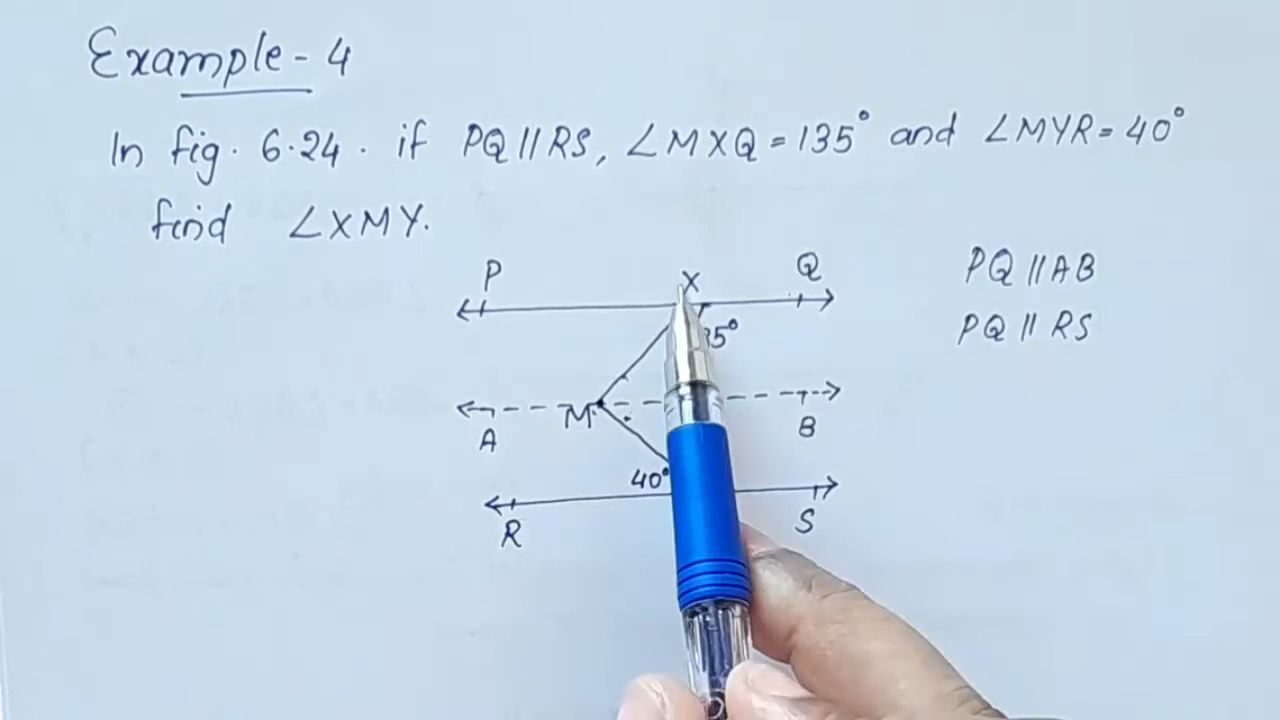 Example - 4
In fig. 6.24. if PQ || RS, ∠MXQ = 135° and ∠MYR = 40°
find ∠XMY.
P X Q
PQ || AB
PQ || RS
35°
M
A B
40°
R S